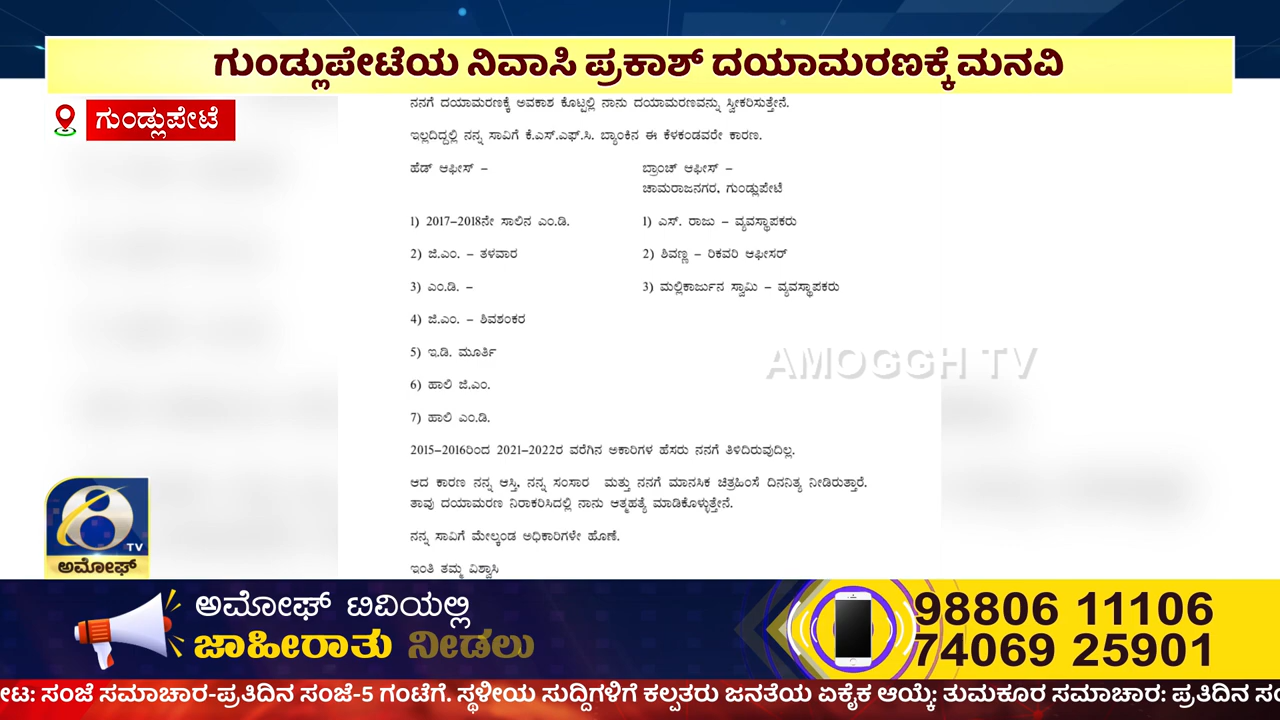 ಗುಂಡ್ಲುಪೇಟೆಯ ನಿವಾಸಿ ಪ್ರಕಾಶ್ ದಯಾಮರಣಕ್ಕೆ ಮನವಿ
ಗುಂಡ್ಲುಪೇಟೆ
ನನಗೆ ದಯಾಮರಣಕ್ಕೆ ಅವಕಾಶ ಕೊಟ್ಟಲ್ಲಿ ನಾನು ದಯಾಮರಣವನ್ನು ಸ್ವೀಕರಿಸುತ್ತೇನೆ.
ಇಲ್ಲದಿದ್ದಲ್ಲಿ ನನ್ನ ಸಾವಿಗೆ ಕೆ.ಎಸ್.ಎಫ್.ಸಿ. ಬ್ಯಾಂಕಿನ ಈ ಕೆಳಕಂಡವರೇ ಕಾರಣ.
ಹೆಡ್ ಆಫೀಸ್ –
ಬ್ರಾಂಚ್ ಆಫೀಸ್ –
ಚಾಮರಾಜನಗರ, ಗುಂಡ್ಲುಪೇಟೆ
1) 2017–2018ನೇ ಸಾಲಿನ ಎಂ.ಡಿ.
1) ಎಸ್. ರಾಜು – ವ್ಯವಸ್ಥಾಪಕರು
2) ಜಿ.ಎಂ. – ತಳವಾರ
2) ಶಿವಣ್ಣ – ರಿಕವರಿ ಆಫೀಸರ್
3) ಎಂ.ಡಿ. –
3) ಮಲ್ಲಿಕಾರ್ಜುನ ಸ್ವಾಮಿ – ವ್ಯವಸ್ಥಾಪಕರು
4) ಜಿ.ಎಂ. – ಶಿವಶಂಕರ
5) ಇ.ಡಿ. ಮೂರ್ತಿ
6) ಹಾಲಿ ಜಿ.ಎಂ.
7) ಹಾಲಿ ಎಂ.ಡಿ.
AMOGGH TV
2015–2016ರಿಂದ 2021–2022ರ ವರೆಗಿನ ಅಕಾರಿಗಳ ಹೆಸರು ನನಗೆ ತಿಳಿದಿರುವುದಿಲ್ಲ.
ಆದ ಕಾರಣ ನನ್ನ ಆಸ್ತಿ, ನನ್ನ ಸಂಸಾರ ಮತ್ತು ನನಗೆ ಮಾನಸಿಕ ಚಿತ್ರಹಿಂಸೆ ದಿನನಿತ್ಯ ನೀಡಿರುತ್ತಾರೆ.
ತಾವು ದಯಾಮರಣ ನಿರಾಕರಿಸಿದಲ್ಲಿ ನಾನು ಆತ್ಮಹತ್ಯೆ ಮಾಡಿಕೊಳ್ಳುತ್ತೇನೆ.
ನನ್ನ ಸಾವಿಗೆ ಮೇಲ್ಕಂಡ ಅಧಿಕಾರಿಗಳೇ ಹೊಣೆ.
ಇಂತಿ ತಮ್ಮ ವಿಶ್ವಾಸಿ
TV
ಅಮೋಘ್
ಅಮೋಘ್ ಟಿವಿಯಲ್ಲಿ
ಜಾಹೀರಾತು ನೀಡಲು
98806 11106
74069 25901
ೀಟ: ಸಂಜೆ ಸಮಾಚಾರ-ಪ್ರತಿದಿನ ಸಂಜೆ-5 ಗಂಟೆಗೆ. ಸ್ಥಳೀಯ ಸುದ್ದಿಗಳಿಗೆ ಕಲ್ಪತರು ಜನತೆಯ ಏಕೈಕ ಆಯ್ಕೆ: ತುಮಕೂರ ಸಮಾಚಾರ: ಪ್ರತಿದಿನ ಸಂ